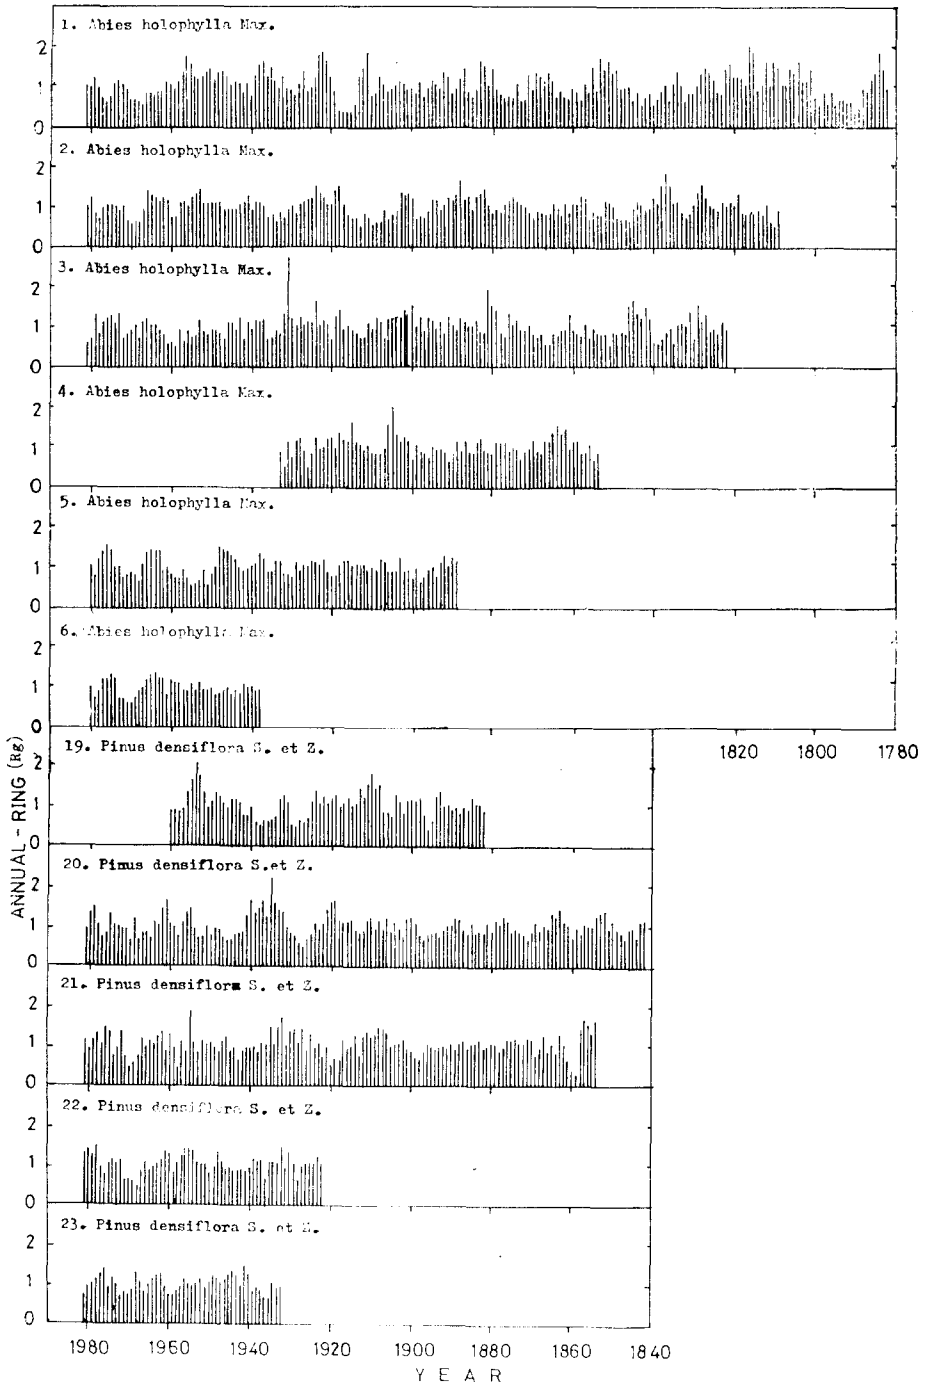 1. Abies holophylla Max.
2
1
0
2. Abies holophylla Max.
2
1
0
3. Abies holophylla Max.
2
1
0
4. Abies holophylla Max.
2
1
0
5. Abies holophylla Max.
2
1
0
6. Abies holophylla Max.
2
1
0
1820 1800 1780
19. Pinus densiflora S. et Z.
2
1
0
20. Pinus densiflora S.et Z.
2
1
0
21. Pinus densiflora S. et Z.
2
1
0
22. Pinus densiflora S. et Z.
2
1
0
23. Pinus densiflora S. et Z.
2
1
0
ANNUAL-RING (Rg)
1980 1960 1940 1920 1900 1880 1860 1840
YEAR